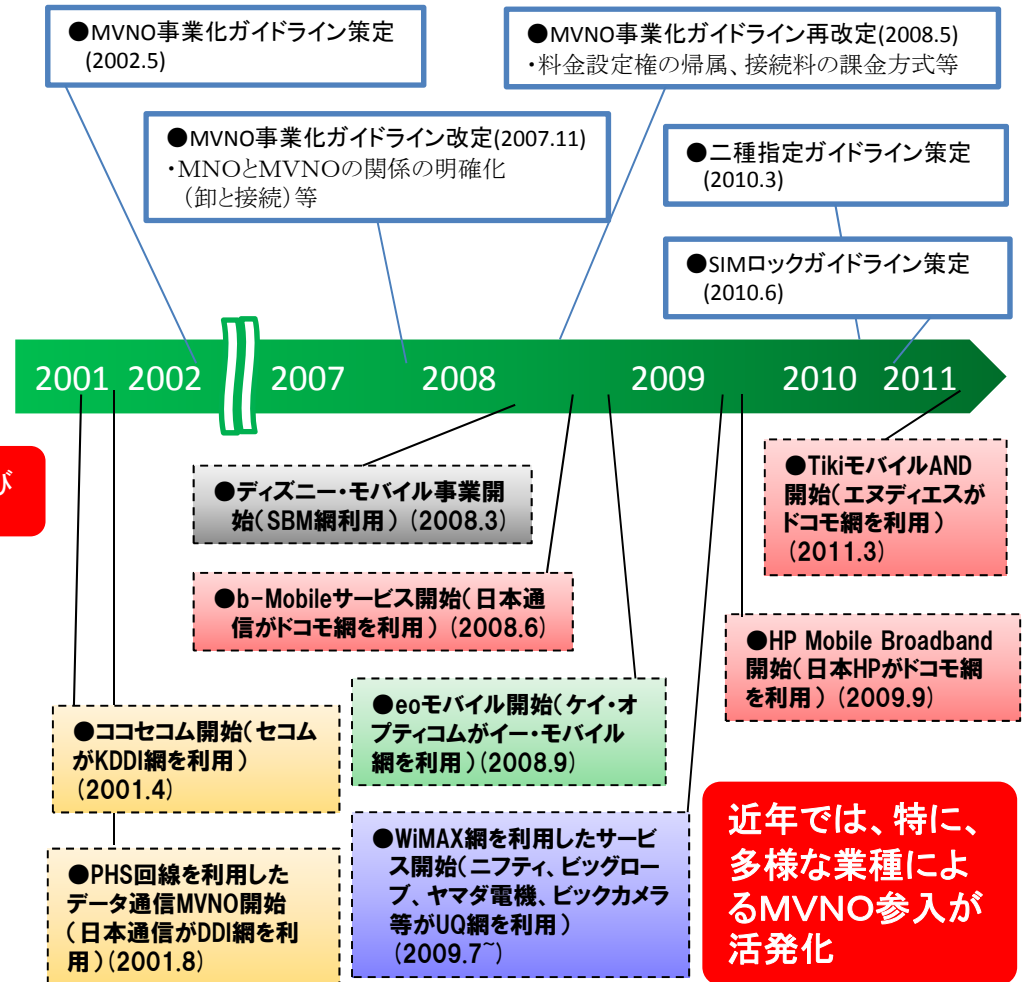 ●MVNO事業化ガイドライン策定
(2002.5)
●MVNO事業化ガイドライン再改定(2008.5)
・料金設定権の帰属、接続料の課金方式等
●MVNO事業化ガイドライン改定(2007.11)
・MNOとMVNOの関係の明確化
（卸と接続）等
●二種指定ガイドライン策定
(2010.3)
●SIMロックガイドライン策定
(2010.6)
2001 2002 2007 2008 2009 2010 2011
び
●ディズニー・モバイル事業開
始（SBM網利用）(2008.3)
●TikiモバイルAND
開始（エヌディエスが
ドコモ網を利用）
(2011.3)
●b-Mobileサービス開始（日本通
信がドコモ網を利用）(2008.6)
●HP Mobile Broadband
開始（日本HPがドコモ網
を利用）(2009.9)
●ココセコム開始（セコム
がKDDI網を利用）
(2001.4)
●eoモバイル開始（ケイ・オ
プティコムがイー・モバイル
網を利用）(2008.9)
●PHS回線を利用した
データ通信MVNO開始
（日本通信がDDI網を利
用）(2001.8)
●WiMAX網を利用したサービ
ス開始（ニフティ、ビッグロー
ブ、ヤマダ電機、ビックカメラ
等がUQ網を利用）
(2009.7~)
近年では、特に、
多様な業種によ
るMVNO参入が
活発化